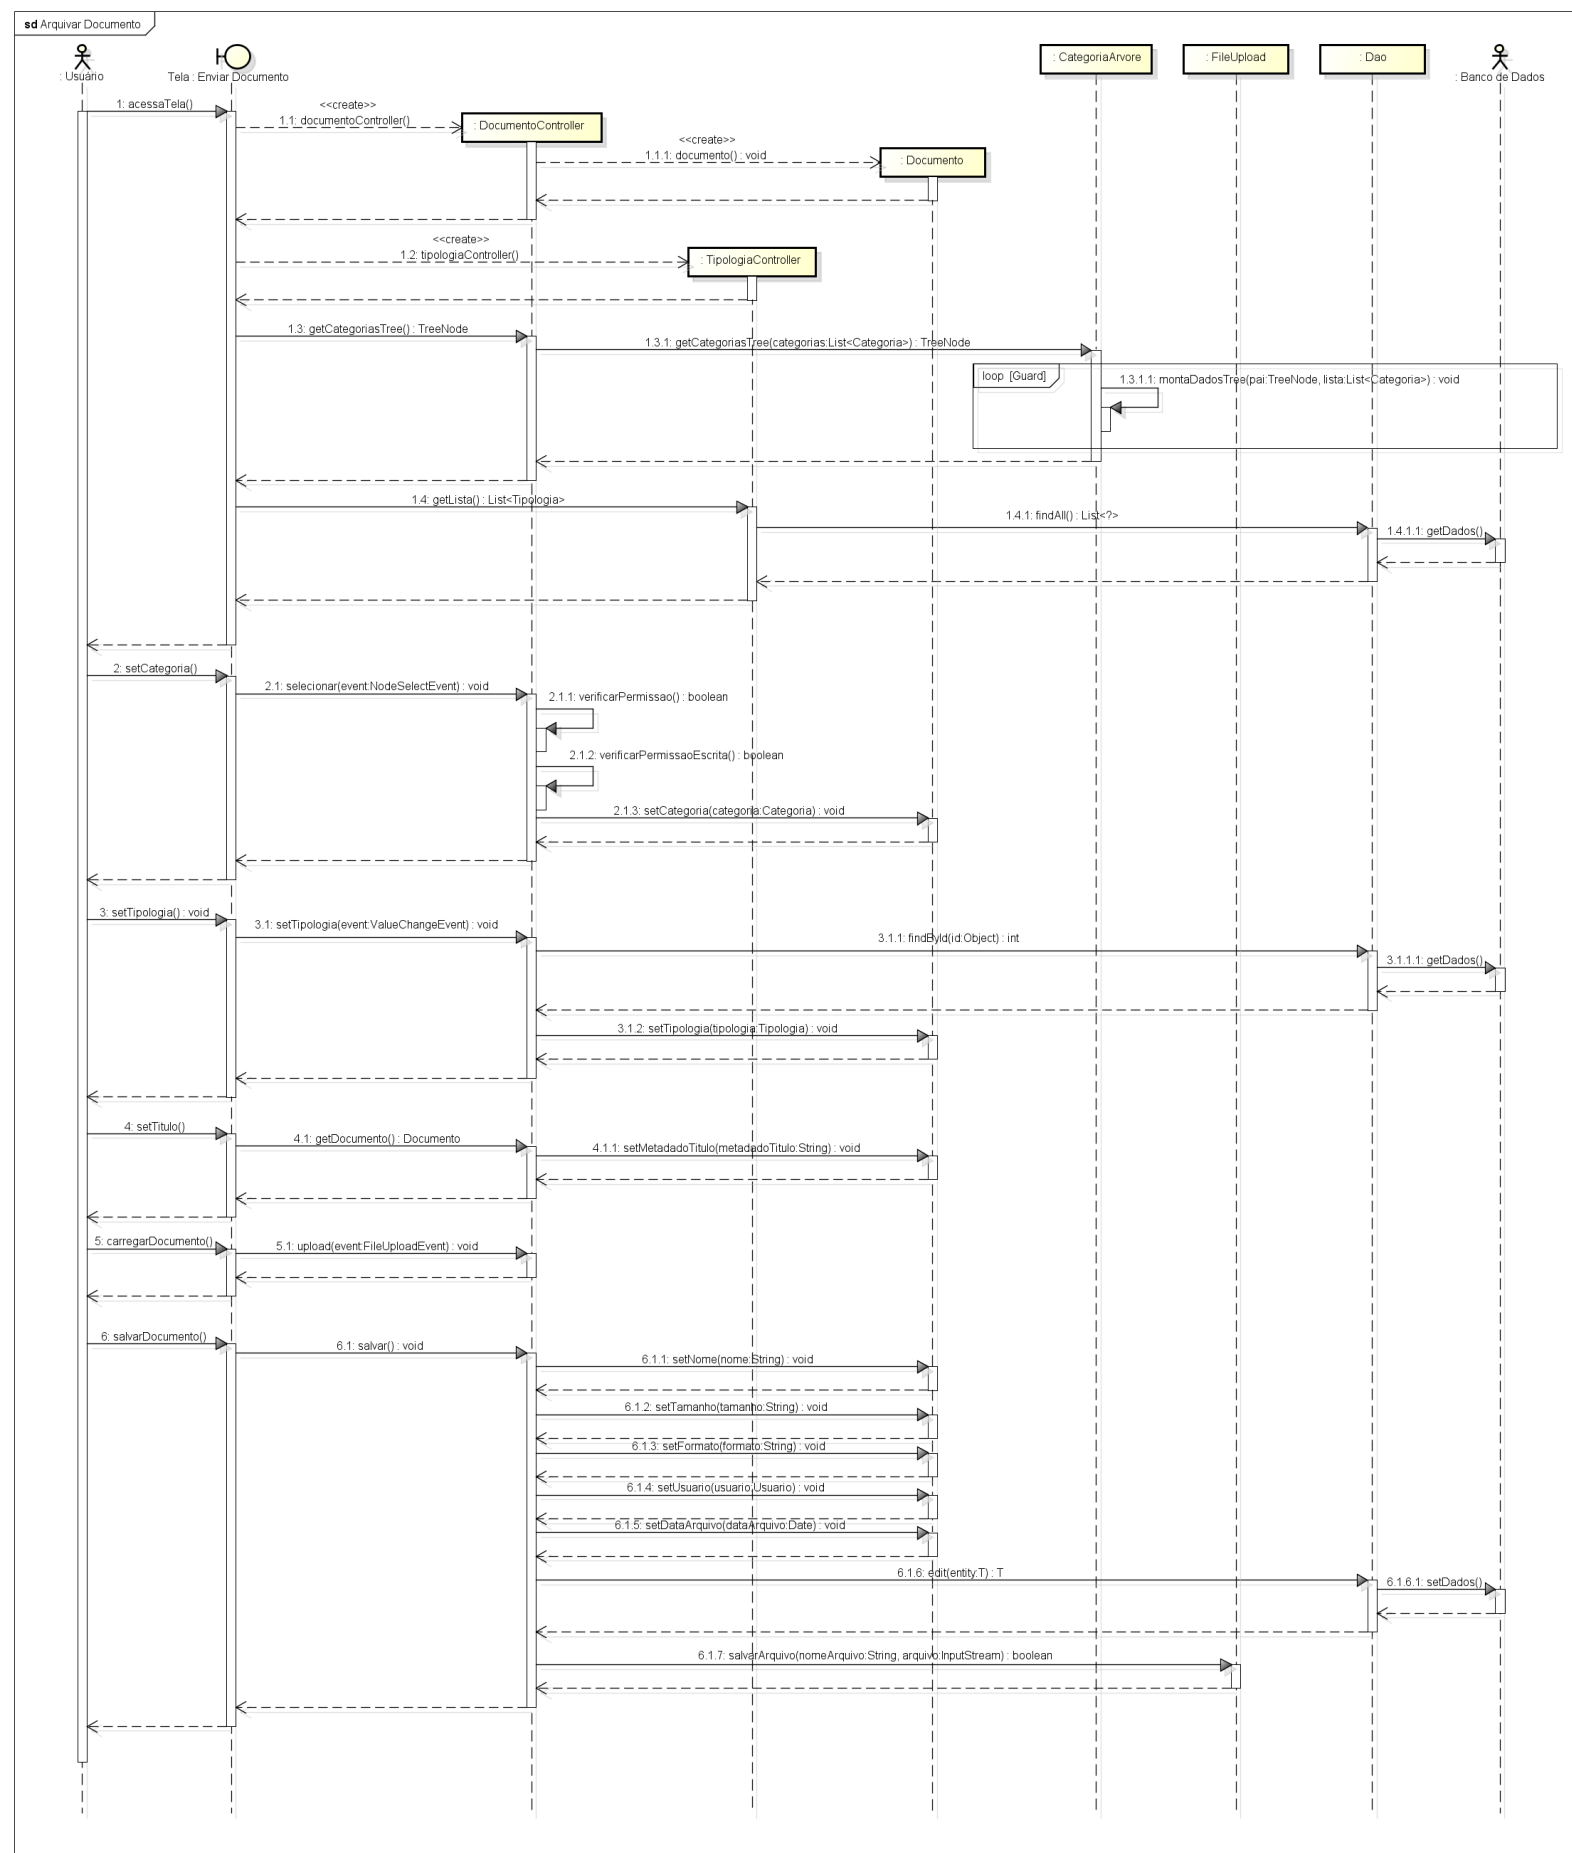 sd Arquivar Documento
: Usuário
Tela : Enviar Documento
: CategoriaArvore
: FileUpload
: Dao
: Banco de Dados
1: acessaTela()
<<create>>
1.1: documentoController()
: DocumentoController
<<create>>
1.1.1: documento() : void
: Documento
<<create>>
1.2: tipologiaController()
: TipologiaController
1.3: getCategoriasTree() : TreeNode
1.3.1: getCategoriasTree(categorias:List<Categoria>) : TreeNode
loop [Guard]
1.3.1.1: montaDadosTree(pai:TreeNode, lista:List<Categoria>) : void
1.4: getLista() : List<Tipologia>
1.4.1: findAll() : List<?>
1.4.1.1: getDados()
2: setCategoria()
2.1: selecionar(event:NodeSelectEvent) : void
2.1.1: verificarPermissao() : boolean
2.1.2: verificarPermissaoEscrita() : boolean
2.1.3: setCategoria(categoria:Categoria) : void
3: setTipologia() : void
3.1: setTipologia(event:ValueChangeEvent) : void
3.1.1: findById(id:Object) : int
3.1.1.1: getDados()
3.1.2: setTipologia(tipologia:Tipologia) : void
4: setTitulo()
4.1: getDocumento() : Documento
4.1.1: setMetadadoTitulo(metadadoTitulo:String) : void
5: carregarDocumento()
5.1: upload(event:FileUploadEvent) : void
6: salvarDocumento()
6.1: salvar() : void
6.1.1: setNome(nome:String) : void
6.1.2: setTamanho(tamanho:String) : void
6.1.3: setFormato(formato:String) : void
6.1.4: setUsuario(usuario:Usuario) : void
6.1.5: setDataArquivo(dataArquivo:Date) : void
6.1.6: edit(entity:T) : T
6.1.6.1: setDados()
6.1.7: salvarArquivo(nomeArquivo:String, arquivo:InputStream) : boolean